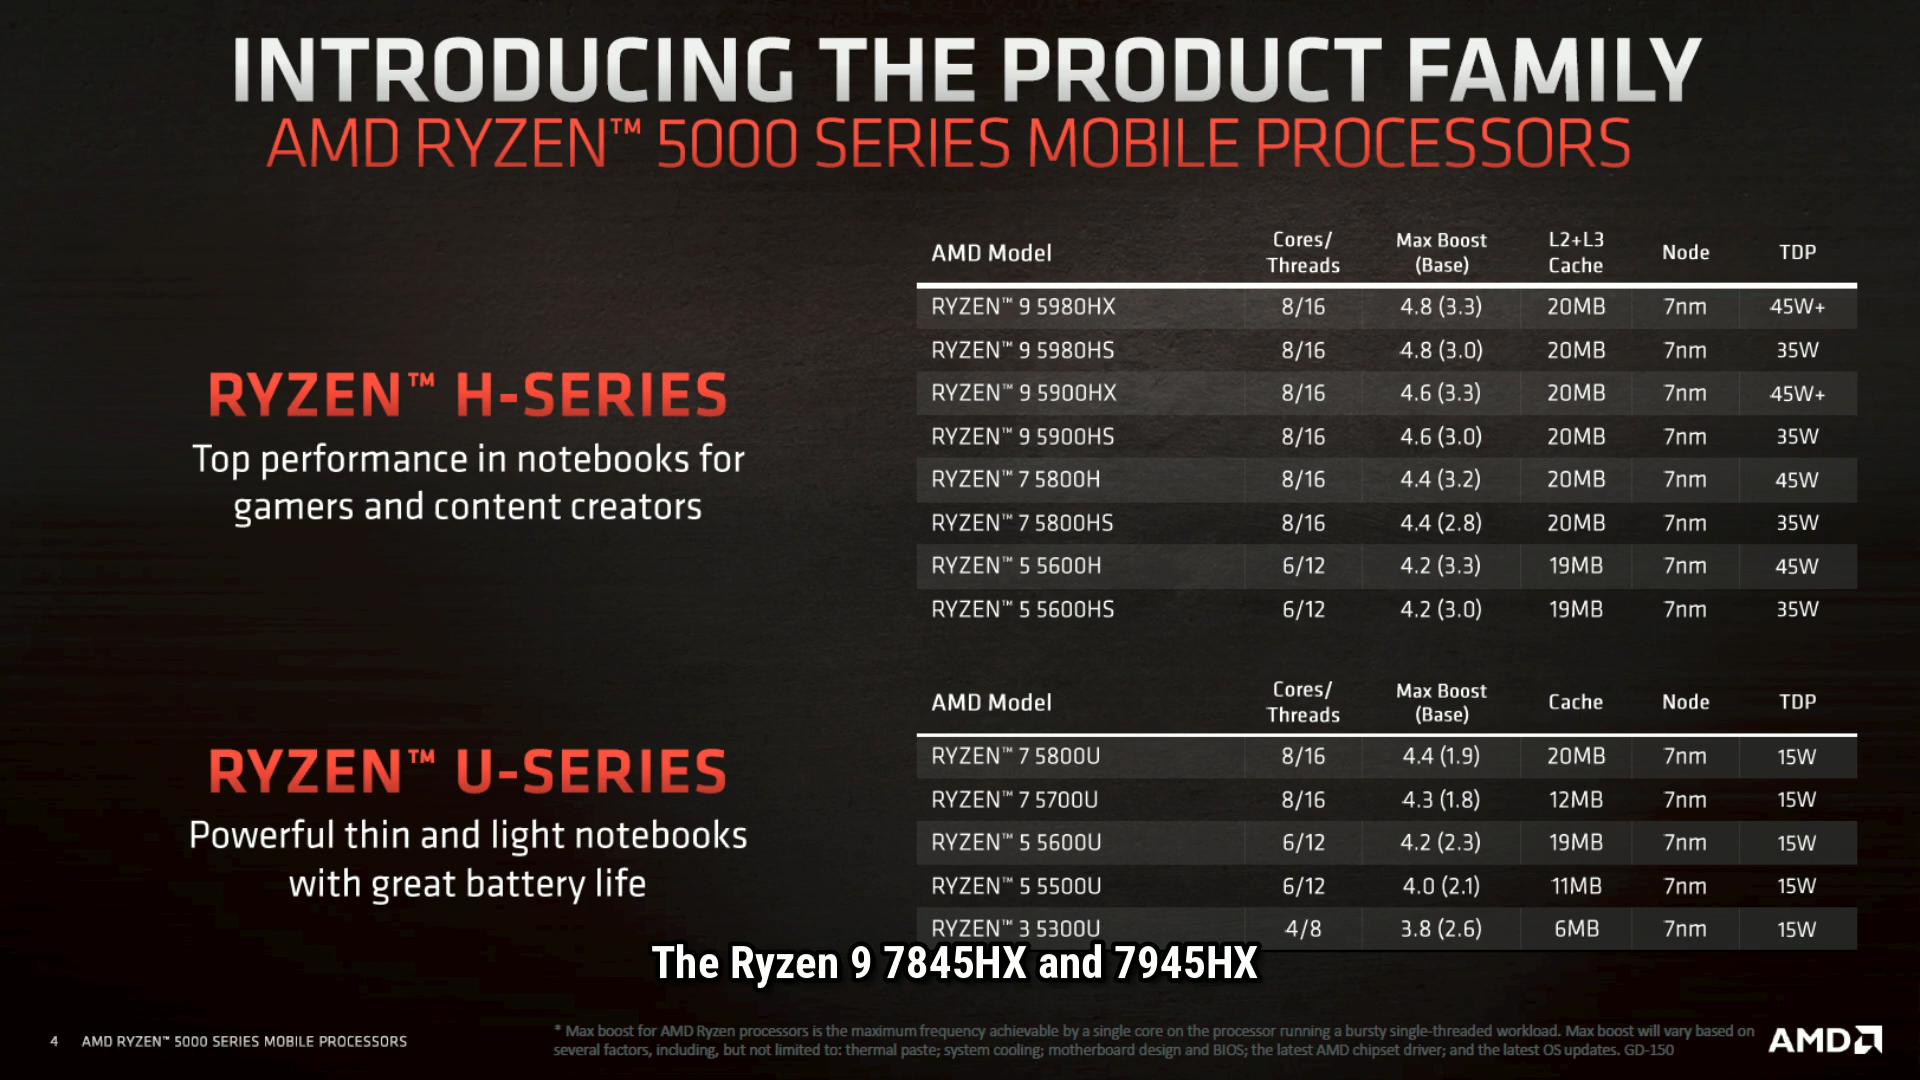 INTRODUCING THE PRODUCT FAMILY
AMD RYZEN™ 5000 SERIES MOBILE PROCESSORS
RYZEN™ H-SERIES
Top performance in notebooks for
gamers and content creators
AMD Model Cores/ Threads Max Boost (Base) L2+L3 Cache Node TDP
RYZEN™ 9 5980HX 8/16 4.8 (3.3) 20MB 7nm 45W+
RYZEN™ 9 5980HS 8/16 4.8 (3.0) 20MB 7nm 35W
RYZEN™ 9 5900HX 8/16 4.6 (3.3) 20MB 7nm 45W+
RYZEN™ 9 5900HS 8/16 4.6 (3.0) 20MB 7nm 35W
RYZEN™ 7 5800H 8/16 4.4 (3.2) 20MB 7nm 45W
RYZEN™ 7 5800HS 8/16 4.4 (2.8) 20MB 7nm 35W
RYZEN™ 5 5600H 6/12 4.2 (3.3) 19MB 7nm 45W
RYZEN™ 5 5600HS 6/12 4.2 (3.0) 19MB 7nm 35W
RYZEN™ U-SERIES
Powerful thin and light notebooks
with great battery life
AMD Model Cores/ Threads Max Boost (Base) Cache Node TDP
RYZEN™ 7 5800U 8/16 4.4 (1.9) 20MB 7nm 15W
RYZEN™ 7 5700U 8/16 4.3 (1.8) 12MB 7nm 15W
RYZEN™ 5 5600U 6/12 4.2 (2.3) 19MB 7nm 15W
RYZEN™ 5 5500U 6/12 4.0 (2.1) 11MB 7nm 15W
RYZEN™ 3 5300U 4/8 3.8 (2.6) 6MB 7nm 15W
The Ryzen 9 7845HX and 7945HX
4 AMD RYZEN™ 5000 SERIES MOBILE PROCESSORS
* Max boost for AMD Ryzen processors is the maximum frequency achievable by a single core on the processor running a bursty single-threaded workload. Max boost will vary based on
several factors, including, but not limited to: thermal paste; system cooling; motherboard design and BIOS; the latest AMD chipset driver; and the latest OS updates. GD-150
AMD